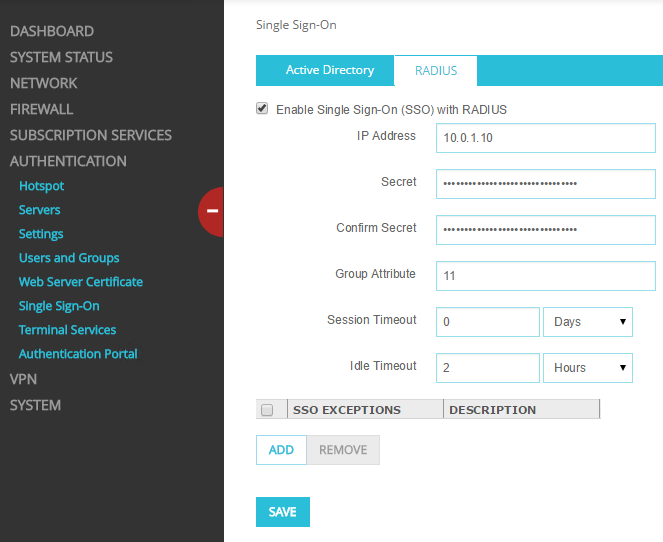 DASHBOARD
SYSTEM STATUS
NETWORK
FIREWALL
SUBSCRIPTION SERVICES
AUTHENTICATION
Hotspot
Servers
Settings
Users and Groups
Web Server Certificate
Single Sign-On
Terminal Services
Authentication Portal
VPN
SYSTEM
Single Sign-On
Active Directory RADIUS
Enable Single Sign-On (SSO) with RADIUS
IP Address 10.0.1.10
Secret ••••••••••••••••••••••••••••••••
Confirm Secret ••••••••••••••••••••••••••••••••
Group Attribute 11
Session Timeout 0 Days
Idle Timeout 2 Hours
SSO EXCEPTIONS DESCRIPTION
ADD REMOVE
SAVE